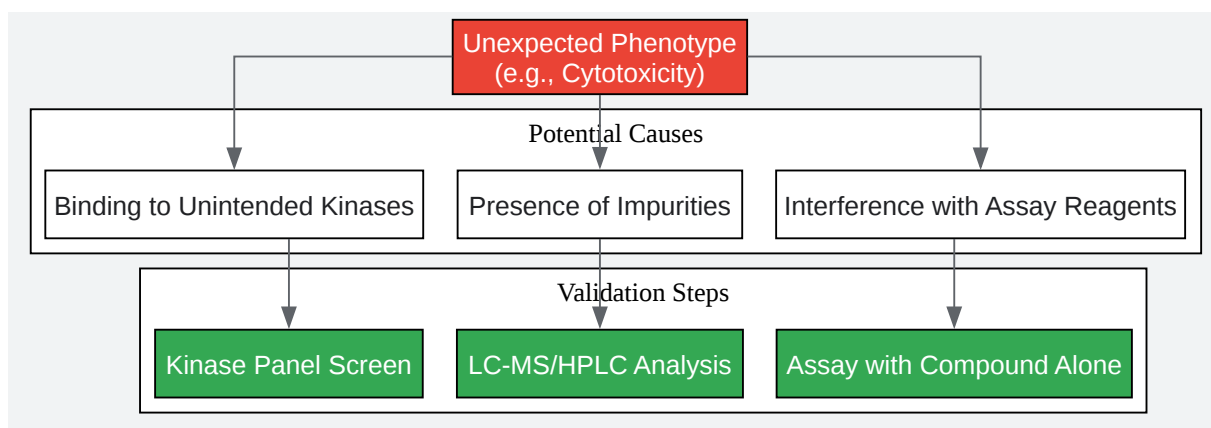 Unexpected Phenotype
(e.g., Cytotoxicity)
Potential Causes
Binding to Unintended Kinases
Presence of Impurities
Interference with Assay Reagents
Validation Steps
Kinase Panel Screen
LC-MS/HPLC Analysis
Assay with Compound Alone